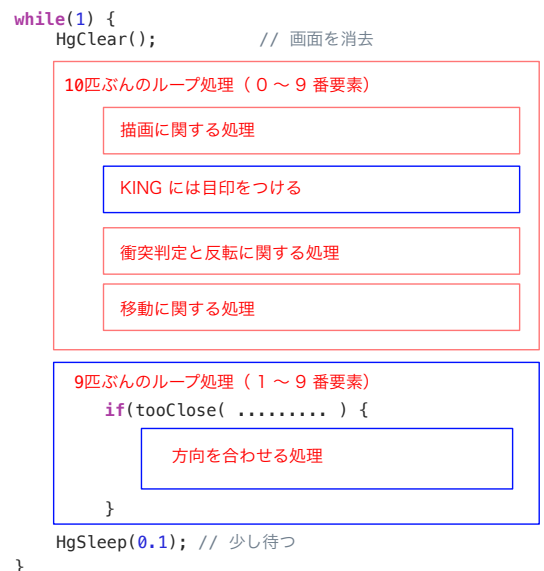 while(1) {
HgClear(); // 画面を消去
10匹ぶんのループ処理（０〜９番要素）
描画に関する処理
KING には目印をつける
衝突判定と反転に関する処理
移動に関する処理
9匹ぶんのループ処理（１〜９番要素）
if(tooClose( ......... ) {
方向を合わせる処理
}
HgSleep(0.1); // 少し待つ
}